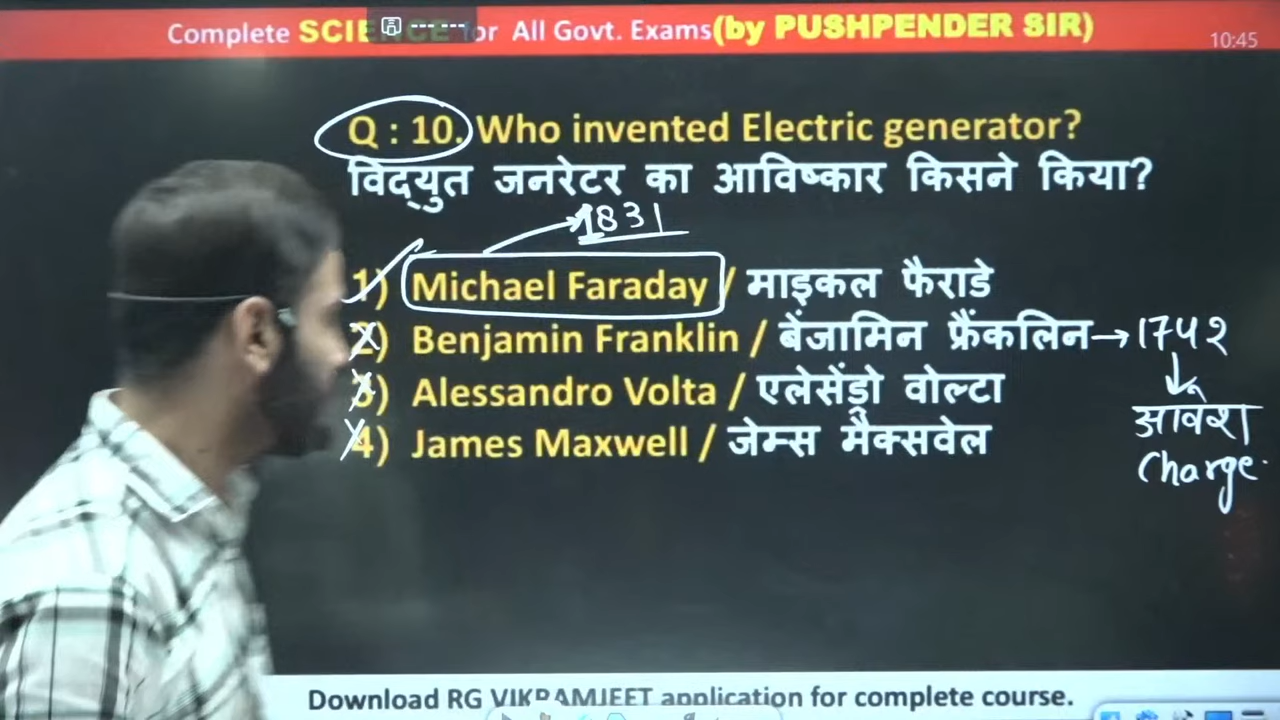 Complete SCIENCE for All Govt. Exams(by PUSHPENDER SIR)
10:45
Q : 10. Who invented Electric generator?
विद्युत जनरेटर का आविष्कार किसने किया?
1831
1) Michael Faraday / माइकल फैराडे
2) Benjamin Franklin / बेंजामिन फ्रैंकलिन → 1742
3) Alessandro Volta / एलेसेंड्रो वोल्टा
आवेश
4) James Maxwell / जेम्स मैक्सवेल
Charge.
Download RG VIKRAMJEET application for complete course.